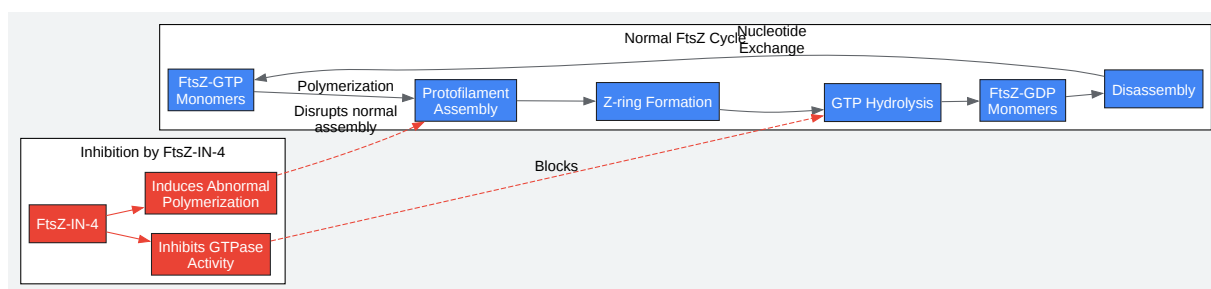 Normal FtsZ Cycle
Nucleotide
Exchange
FtsZ-GTP
Monomers
Polymerization
Protofilament
Assembly
Z-ring Formation
GTP Hydrolysis
FtsZ-GDP
Monomers
Disassembly
Disrupts normal
assembly
Inhibition by FtsZ-IN-4
Blocks
Induces Abnormal
Polymerization
FtsZ-IN-4
Inhibits GTPase
Activity